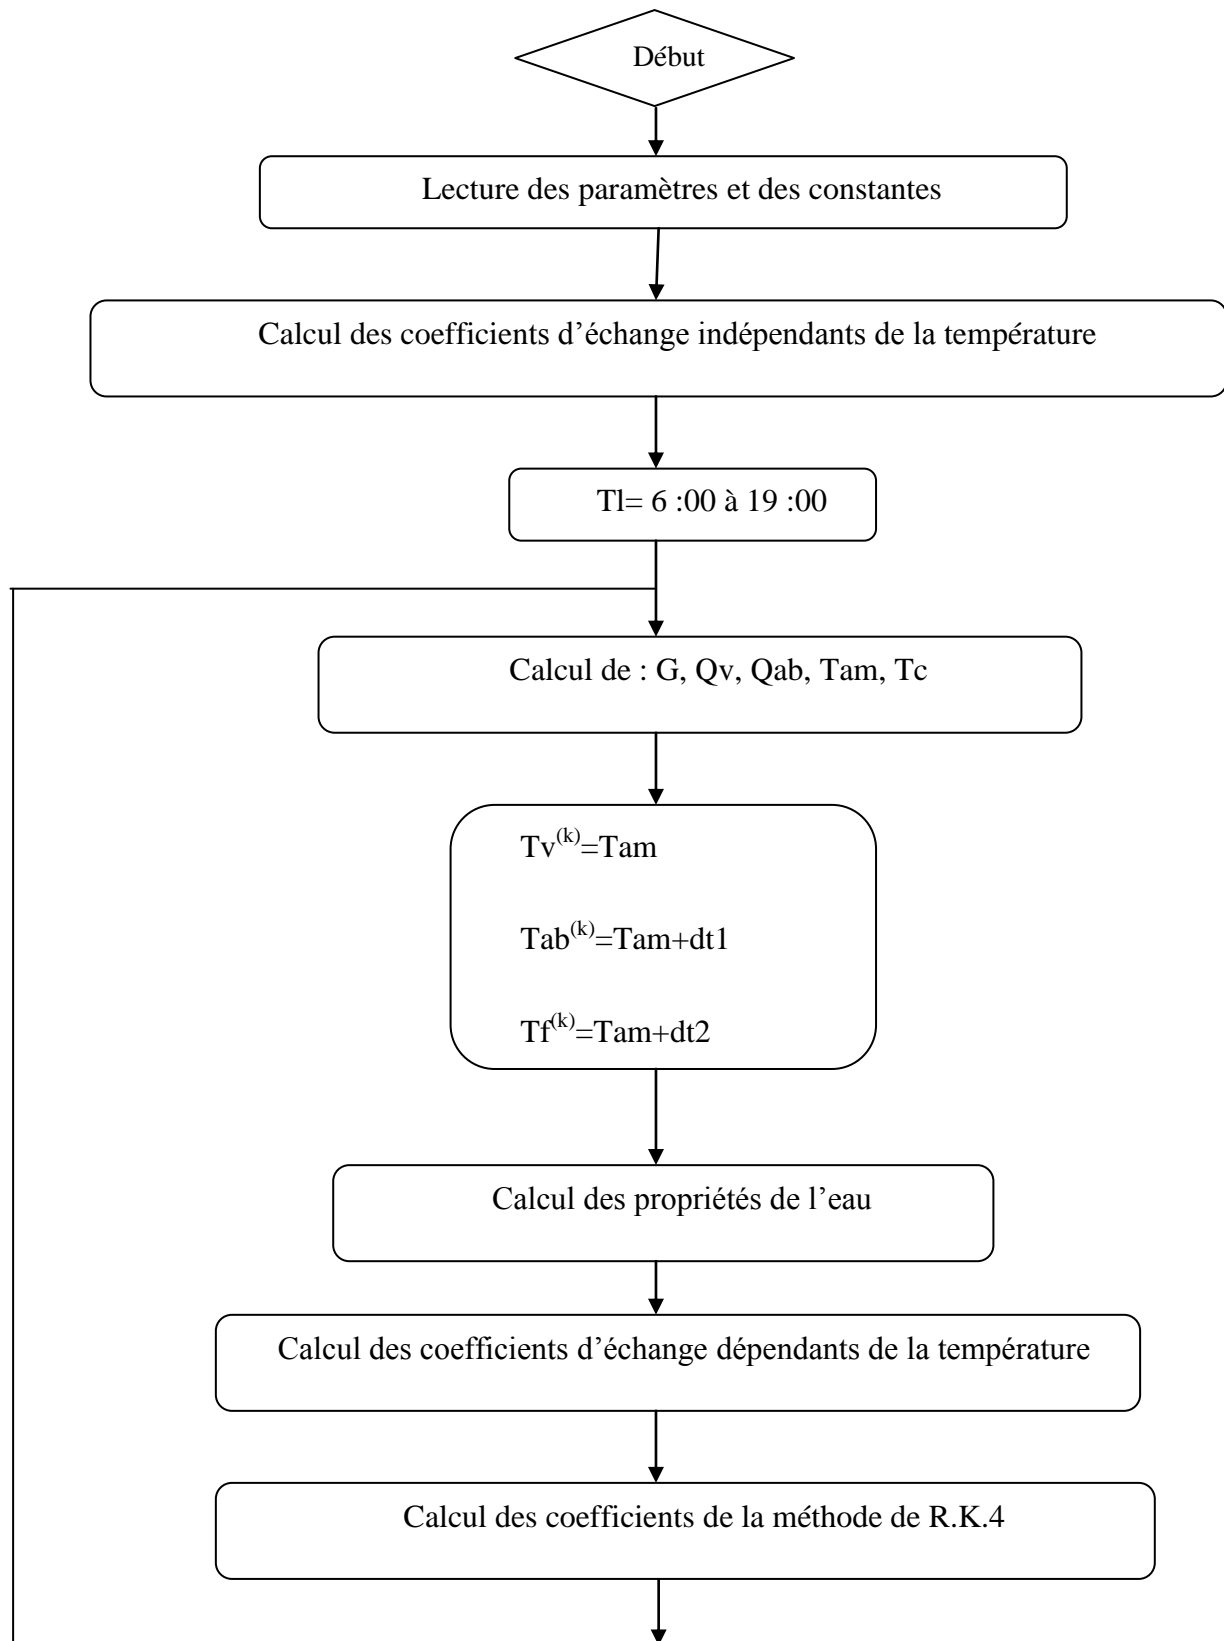 Début
Lecture des paramètres et des constantes
Calcul des coefficients d’échange indépendants de la température
Tl= 6 :00 à 19 :00
Calcul de : G, Qv, Qab, Tam, Tc
Tv⁽ᵏ⁾=Tam
Tab⁽ᵏ⁾=Tam+dt1
Tf⁽ᵏ⁾=Tam+dt2
Calcul des propriétés de l’eau
Calcul des coefficients d’échange dépendants de la température
Calcul des coefficients de la méthode de R.K.4